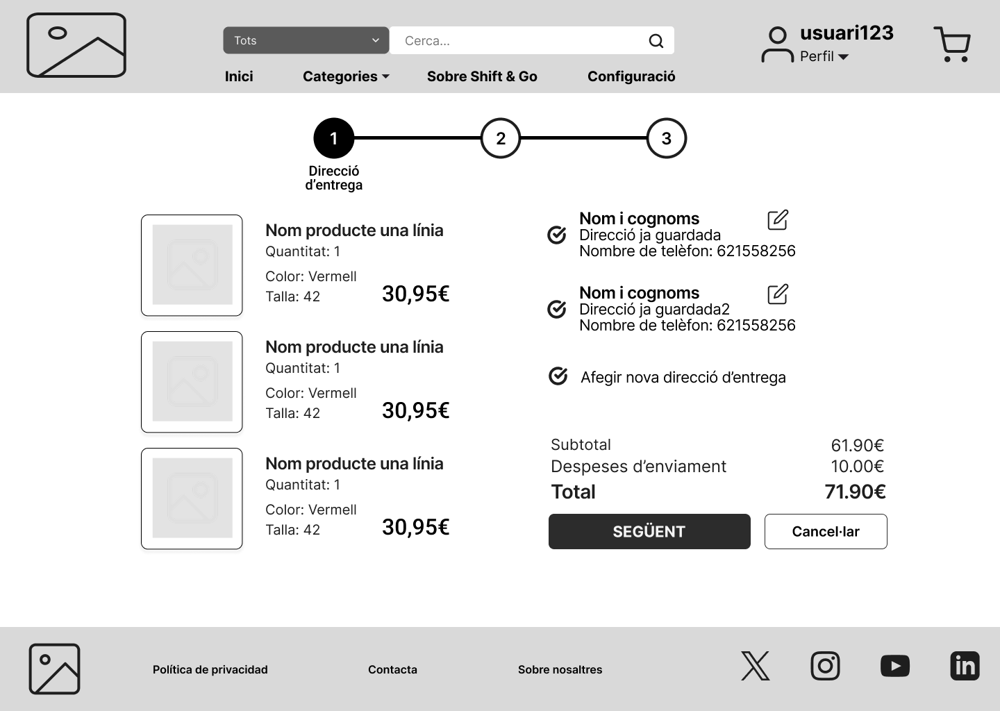 Tots
Cerca...
usuari123
Perfil
Inici
Categories
Sobre Shift & Go
Configuració
1
2
3
Direcció
d’entrega
Nom producte una línia
Quantitat: 1
Color: Vermell
Talla: 42
30,95€
Nom producte una línia
Quantitat: 1
Color: Vermell
Talla: 42
30,95€
Nom producte una línia
Quantitat: 1
Color: Vermell
Talla: 42
30,95€
Nom i cognoms
Direcció ja guardada
Nombre de telèfon: 621558256
Nom i cognoms
Direcció ja guardada2
Nombre de telèfon: 621558256
Afegir nova direcció d’entrega
Subtotal 61.90€
Despeses d’enviament 10.00€
Total 71.90€
SEGÜENT
Cancel·lar
Política de privacidad
Contacta
Sobre nosaltres
in